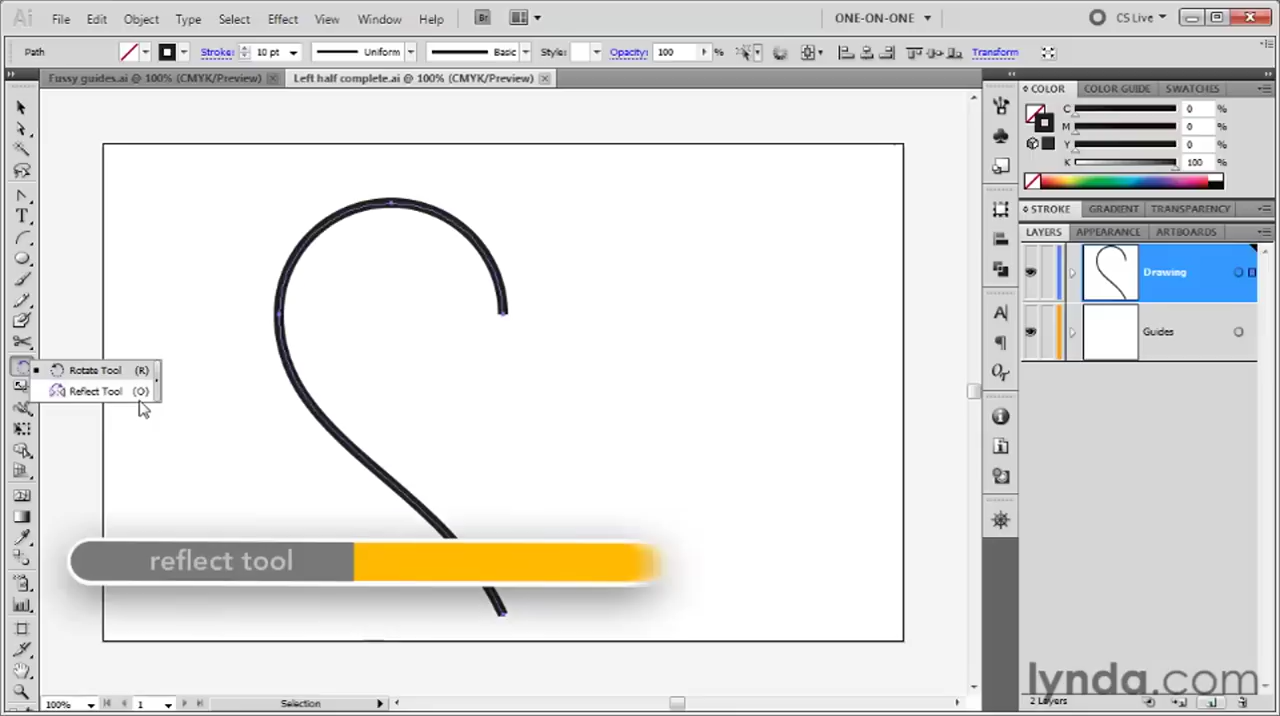 Ai File Edit Object Type Select Effect View Window Help Br ONE-ON-ONE CS Live
Path Stroke: 10 pt Uniform Basic Style: Opacity: 100 % Transform
Fussy guides.ai @ 100% (CMYK/Preview) Left half complete.ai @ 100% (CMYK/Preview)
COLOR COLOR GUIDE SWATCHES
C 0 %
M 0 %
Y 0 %
K 100 %
STROKE GRADIENT TRANSPARENCY
LAYERS APPEARANCE ARTBOARDS
Drawing
Guides
Rotate Tool (R)
Reflect Tool (O)
reflect tool
lynda.com
2 Layers
100% 1 Selection